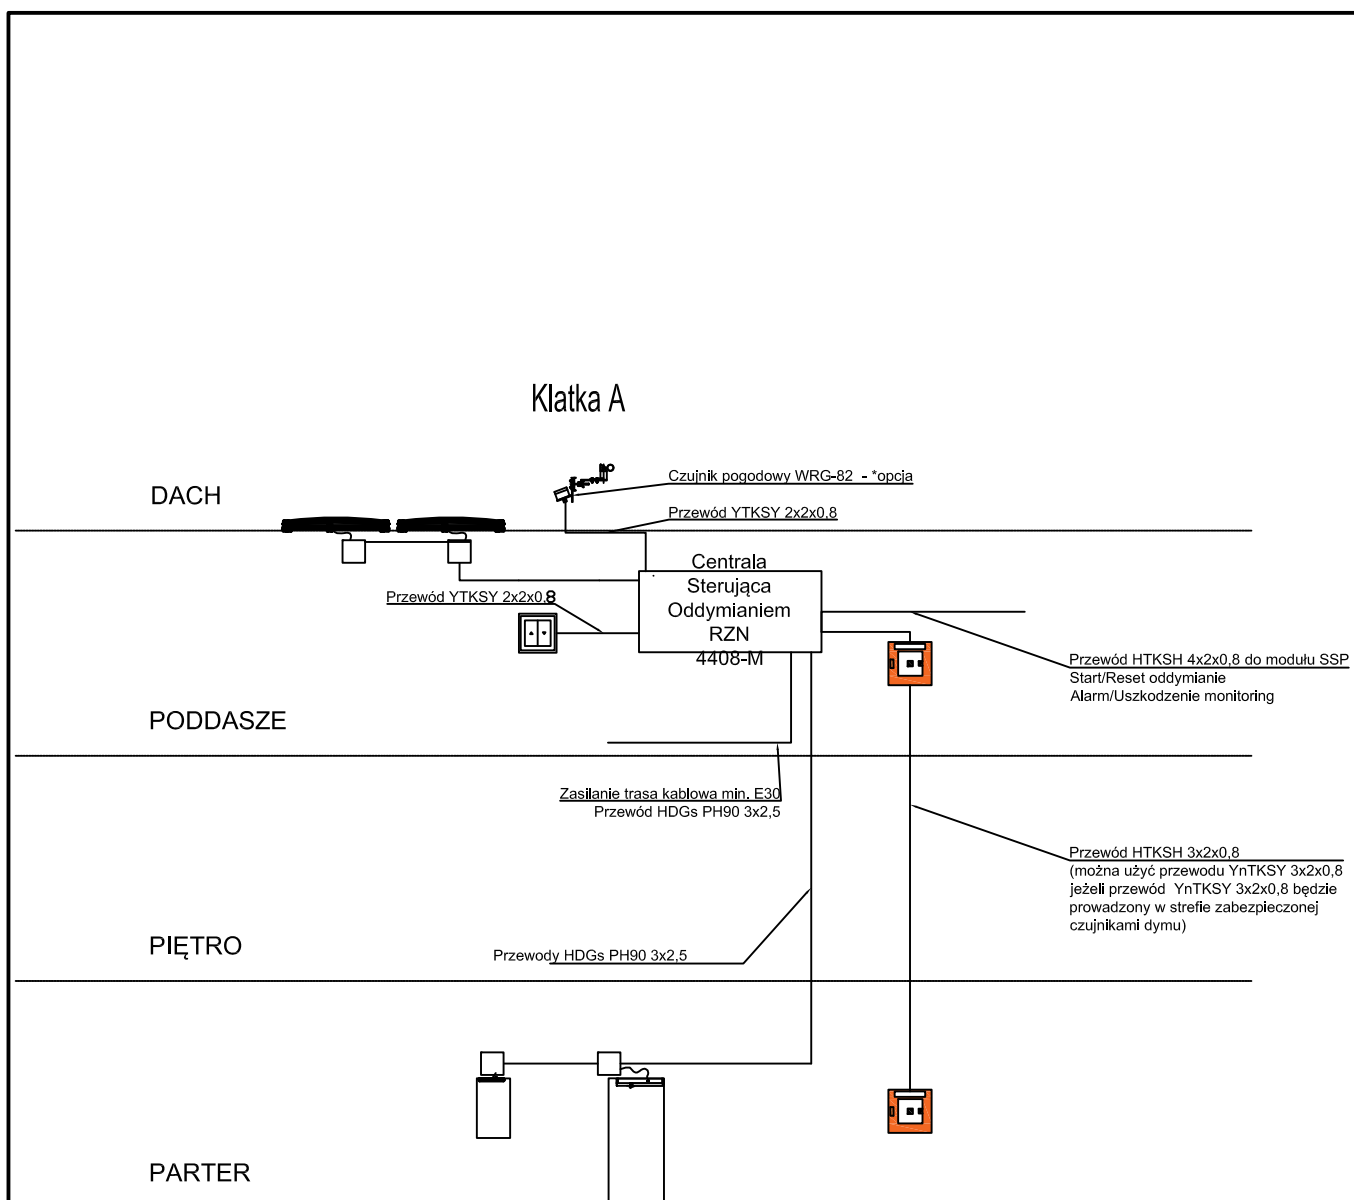 Klatka A
DACH
Czujnik pogodowy WRG-82 - *opcja
Przewód YTKSY 2x2x0,8
Centrala
Sterująca
Oddymianiem
RZN
4408-M
Przewód YTKSY 2x2x0,8
Przewód HTKSH 4x2x0,8 do modułu SSP
Start/Reset oddymianie
Alarm/Uszkodzenie monitoring
PODDASZE
Zasilanie trasa kablowa min. E30
Przewód HDGs PH90 3x2,5
Przewód HTKSH 3x2x0,8
(można użyć przewodu YnTKSY 3x2x0,8
jeżeli przewód YnTKSY 3x2x0,8 będzie
prowadzony w strefie zabezpieczonej
czujnikami dymu)
PIĘTRO
Przewody HDGs PH90 3x2,5
PARTER